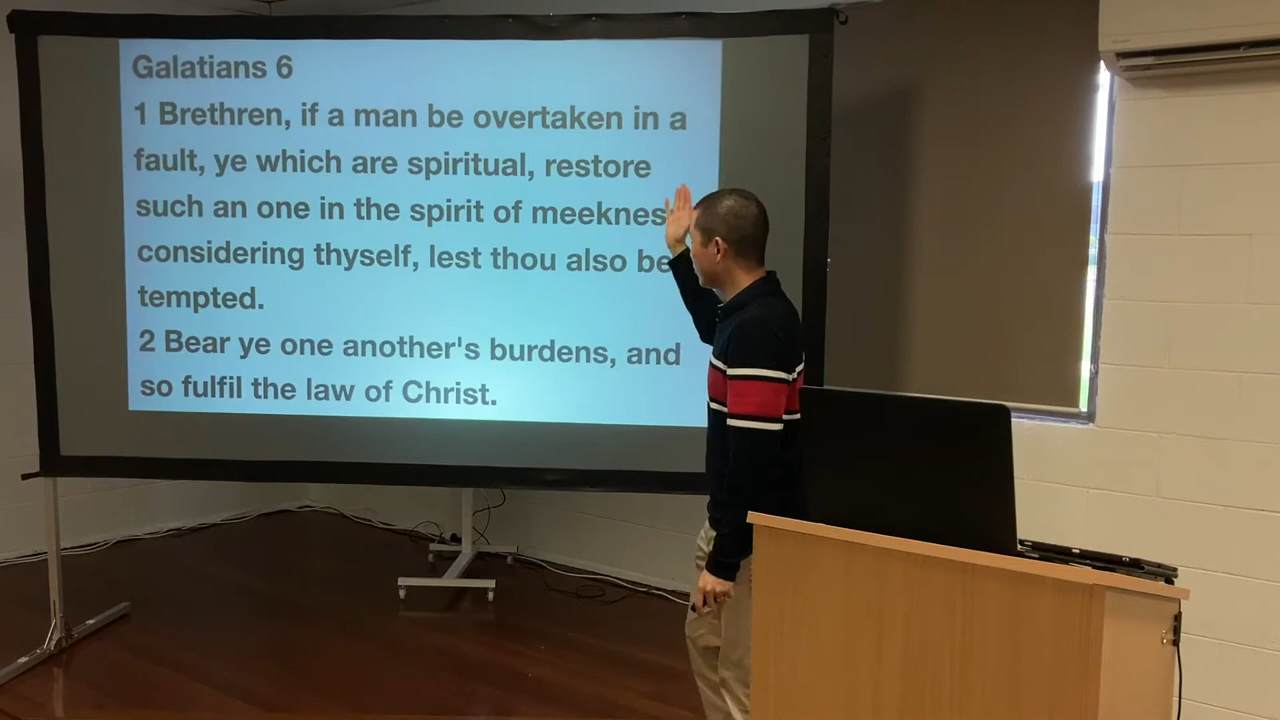 Galatians 6
1 Brethren, if a man be overtaken in a
fault, ye which are spiritual, restore
such an one in the spirit of meeknes
considering thyself, lest thou also be
tempted.
2 Bear ye one another's burdens, and
so fulfil the law of Christ.